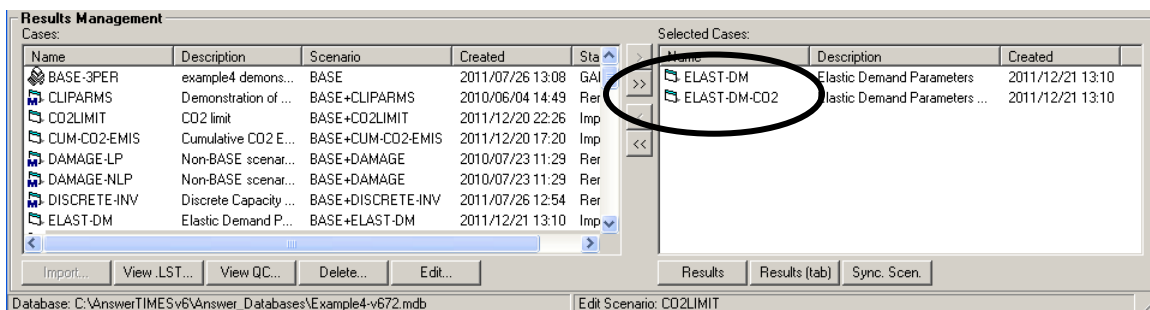 Results Management
Cases: Selected Cases:
Name Description Scenario Created Sta > Name Description Created
BASE-3PER example4 demons... BASE 2011/07/26 13:08 GAI >> ELAST-DM Elastic Demand Parameters 2011/12/21 13:10
CLIPARMS Demonstration of ... BASE+CLIPARMS 2010/06/04 14:49 Rer ELAST-DM-CO2 Elastic Demand Parameters ... 2011/12/21 13:10
CO2LIMIT CO2 limit BASE+CO2LIMIT 2011/12/20 22:26 Imp <
CUM-CO2-EMIS Cumulative CO2 E... BASE+CUM-CO2-EMIS 2011/12/20 17:20 Imp <<
DAMAGE-LP Non-BASE scenar... BASE+DAMAGE 2010/07/23 11:29 Rer
DAMAGE-NLP Non-BASE scenar... BASE+DAMAGE 2010/07/23 11:29 Rer
DISCRETE-INV Discrete Capacity ... BASE+DISCRETE-INV 2011/07/26 12:54 Rer
ELAST-DM Elastic Demand P... BASE+ELAST-DM 2011/12/21 13:10 Imp
Import... View .LST... View QC... Delete... Edit... Results Results (tab) Sync. Scen.
Database: C:\AnswerTIMESv6\Answer_Databases\Example4-v672.mdb Edit Scenario: CO2LIMIT